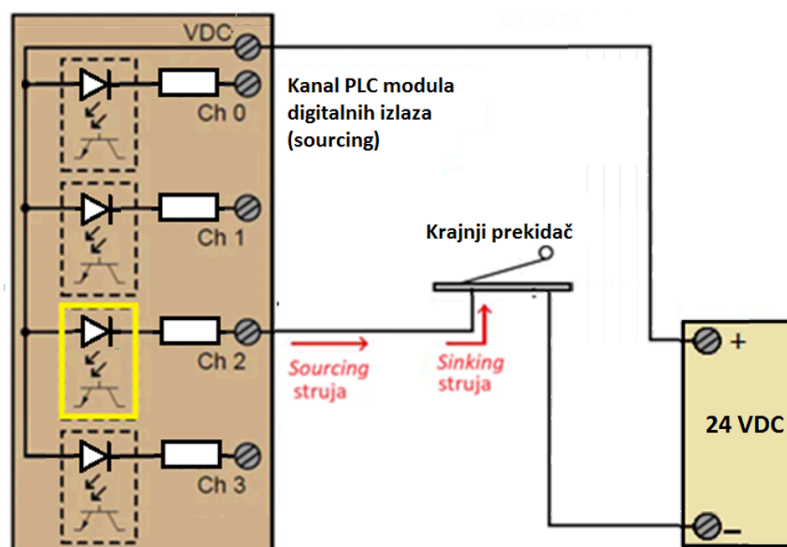 VDC
Ch 0
Kanal PLC modula
digitalnih izlaza
(sourcing)
Ch 1
Krajnji prekidač
Ch 2
Sourcing
struja
Sinking
struja
+
24 VDC
Ch 3
–